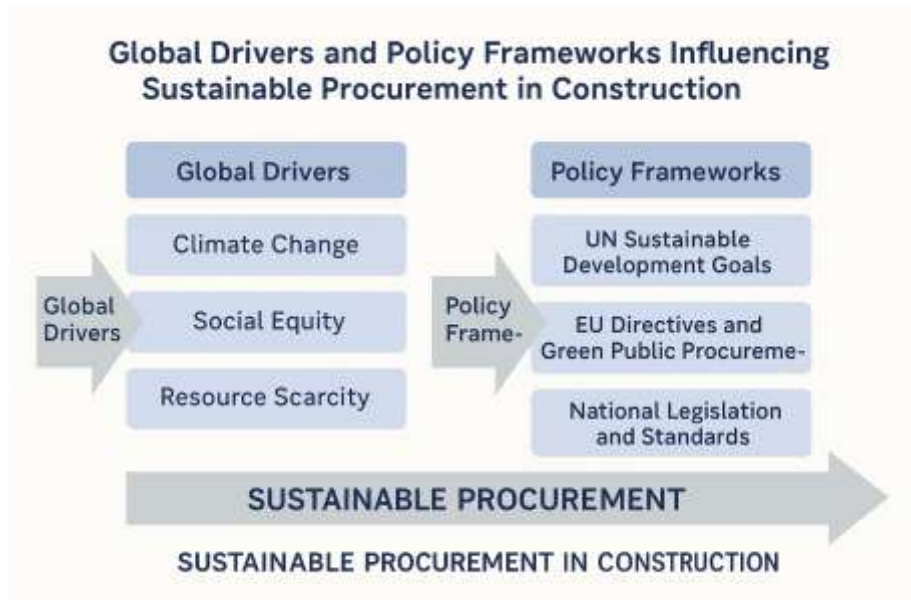 Global Drivers and Policy Frameworks Influencing
Sustainable Procurement in Construction
Global Drivers
Climate Change
Social Equity
Resource Scarcity
Global
Drivers
Policy Frameworks
UN Sustainable
Development Goals
EU Directives and
Green Public Procureme-
National Legislation
and Standards
Policy
Frame-
SUSTAINABLE PROCUREMENT
SUSTAINABLE PROCUREMENT IN CONSTRUCTION